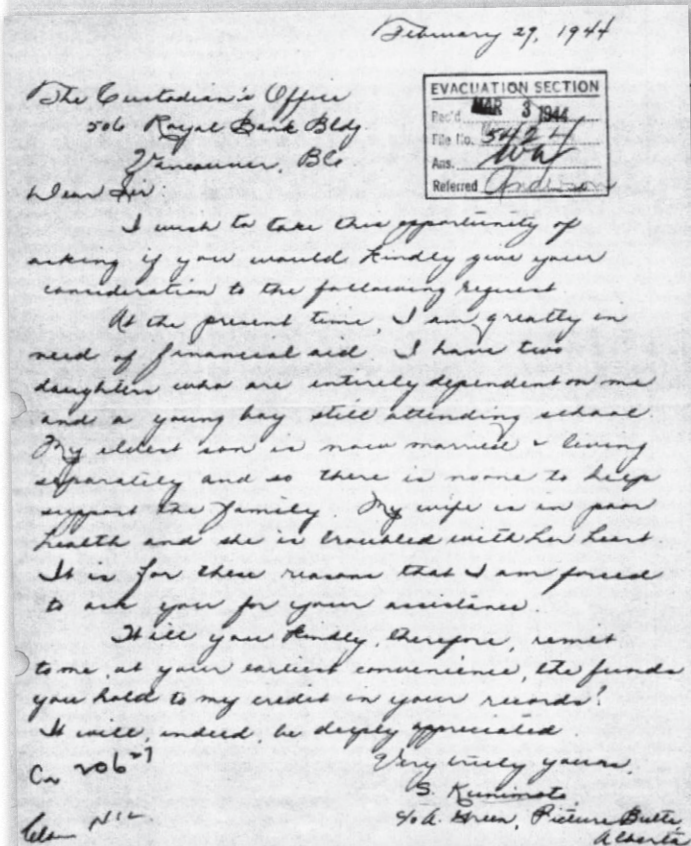 February 29, 1944
The Custodian's Office
506 Royal Bank Bldg
Vancouver, BC
Dear Sir:
EVACUATION SECTION
Rec'd MAR 3 1944
File No. 5424
Ans.
Referred Anderson
I wish to take this opportunity of
asking if you would kindly give your
consideration to the following request
At the present time, I am greatly in
need of financial aid. I have two
daughters who are entirely dependent on me
and a young boy still attending school.
My eldest son is now married & living
separately and so there is none to help
support the family. My wife is in poor
health and she is troubled with her heart.
It is for these reasons that I am forced
to ask you for your assistance.
Will you kindly, therefore, remit
to me, at your earliest convenience, the funds
you hold to my credit in your records?
It will, indeed, be deeply appreciated.
Very truly yours,
S. Kunimoto
c/o A. Green, Picture Butte,
Alberta
206-7
NIL